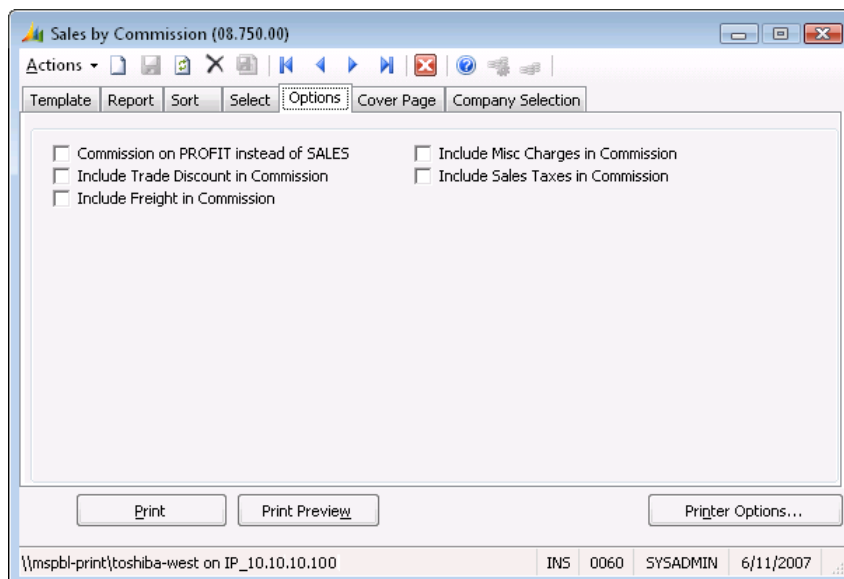 Sales by Commission (08.750.00)
Actions
Template Report Sort Select Options Cover Page Company Selection
Commission on PROFIT instead of SALES Include Misc Charges in Commission
Include Trade Discount in Commission Include Sales Taxes in Commission
Include Freight in Commission
Print Print Preview Printer Options...
\\mspbl-print\toshiba-west on IP_10.10.10.100 INS 0060 SYSADMIN 6/11/2007